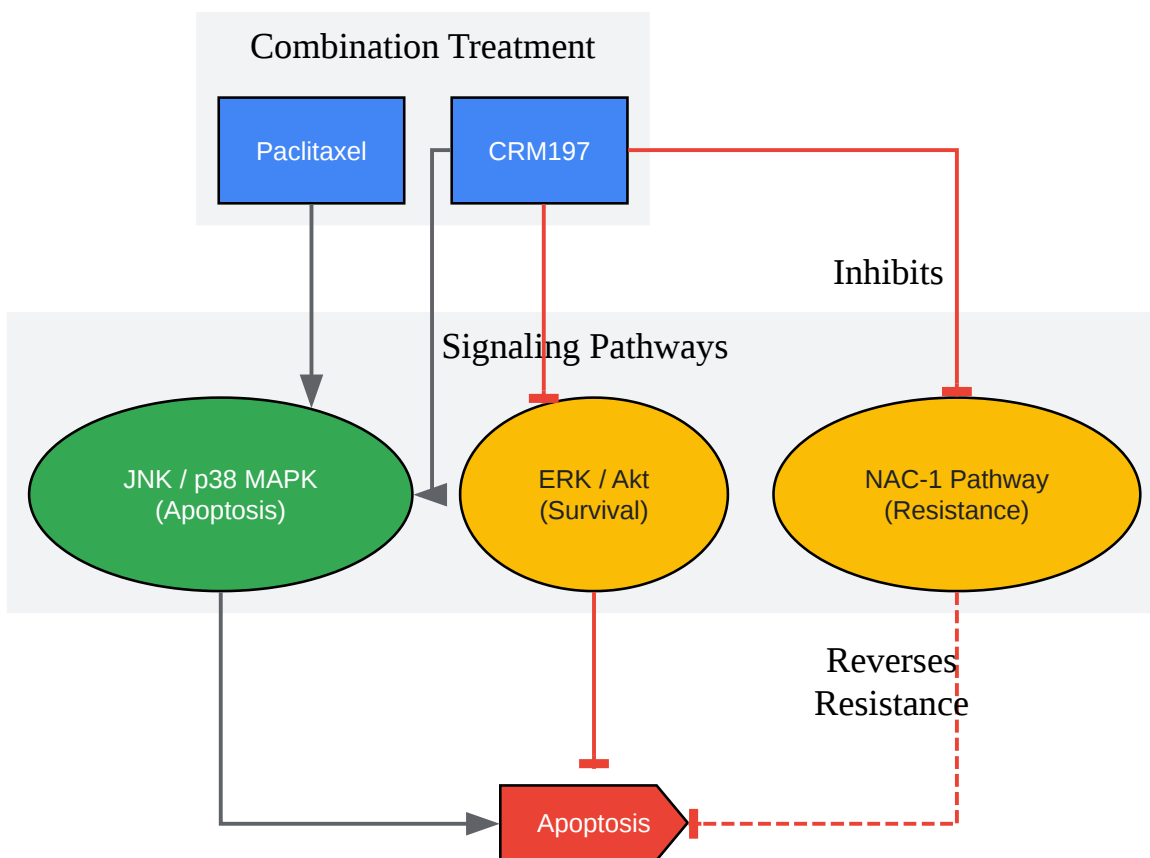 Combination Treatment
Paclitaxel
CRM197
Inhibits
Signaling Pathways
JNK / p38 MAPK
(Apoptosis)
ERK / Akt
(Survival)
NAC-1 Pathway
(Resistance)
Reverses
Resistance
Apoptosis